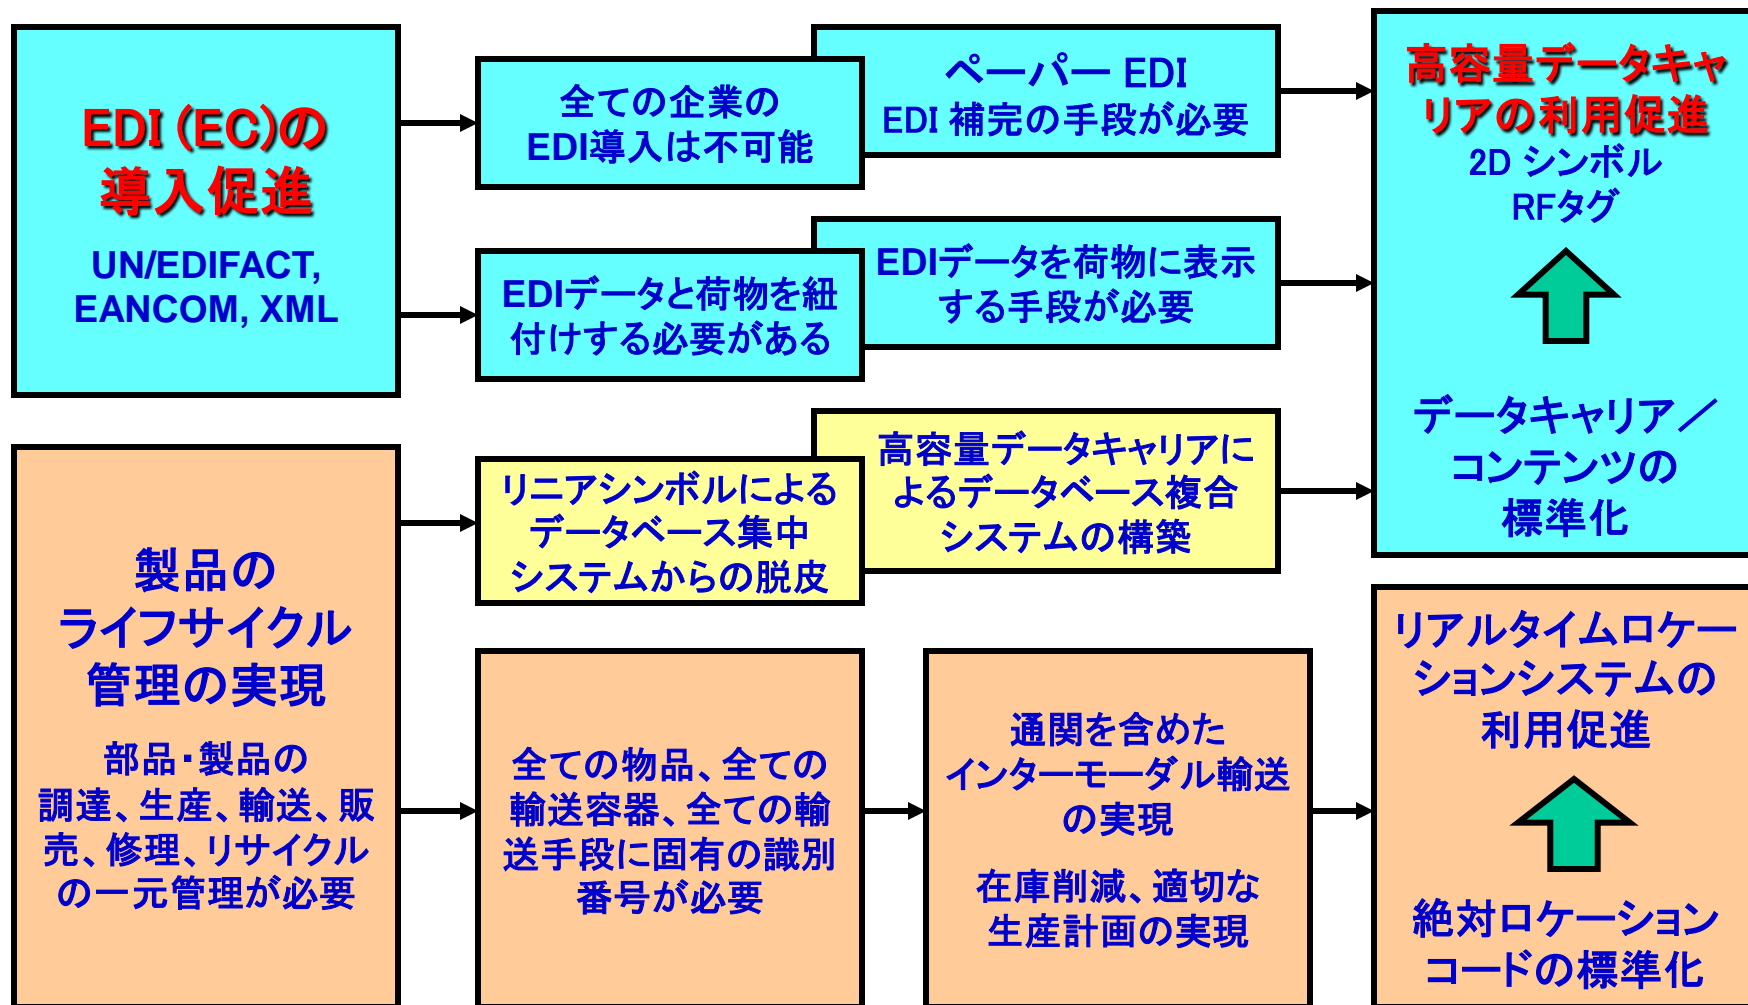 EDI (EC)の
導入促進
UN/EDIFACT,
EANCOM, XML
全ての企業の
EDI導入は不可能
ペーパー EDI
EDI 補完の手段が必要
EDIデータと荷物を紐
付けする必要がある
EDIデータを荷物に表示
する手段が必要
高容量データキャ
リアの利用促進
2D シンボル
RFタグ
データキャリア／
コンテンツの
標準化
製品の
ライフサイクル
管理の実現
部品・製品の
調達、生産、輸送、販
売、修理、リサイクル
の一元管理が必要
リニアシンボルによる
データベース集中
システムからの脱皮
高容量データキャリアに
よるデータベース複合
システムの構築
全ての物品、全ての
輸送容器、全ての輸
送手段に固有の識別
番号が必要
通関を含めた
インターモーダル輸送
の実現
在庫削減、適切な
生産計画の実現
リアルタイムロケー
ションシステムの
利用促進
絶対ロケーション
コードの標準化